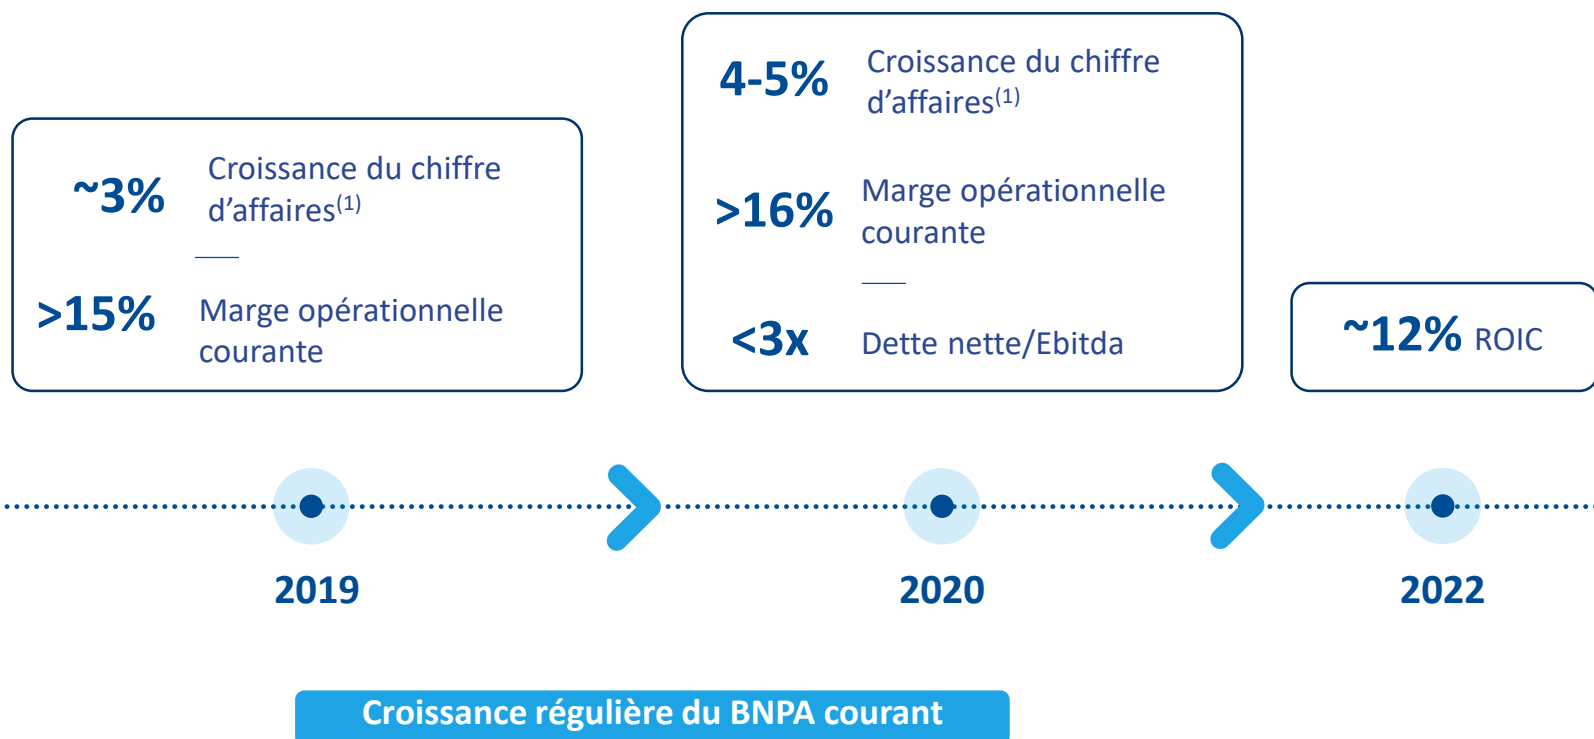 ~3%
Croissance du chiffre
d'affaires(1)
>15%
Marge opérationnelle
courante
4-5%
Croissance du chiffre
d’affaires(1)
>16%
Marge opérationnelle
courante
<3x
Dette nette/Ebitda
~12% ROIC
2019
2020
2022
Croissance régulière du BNPA courant